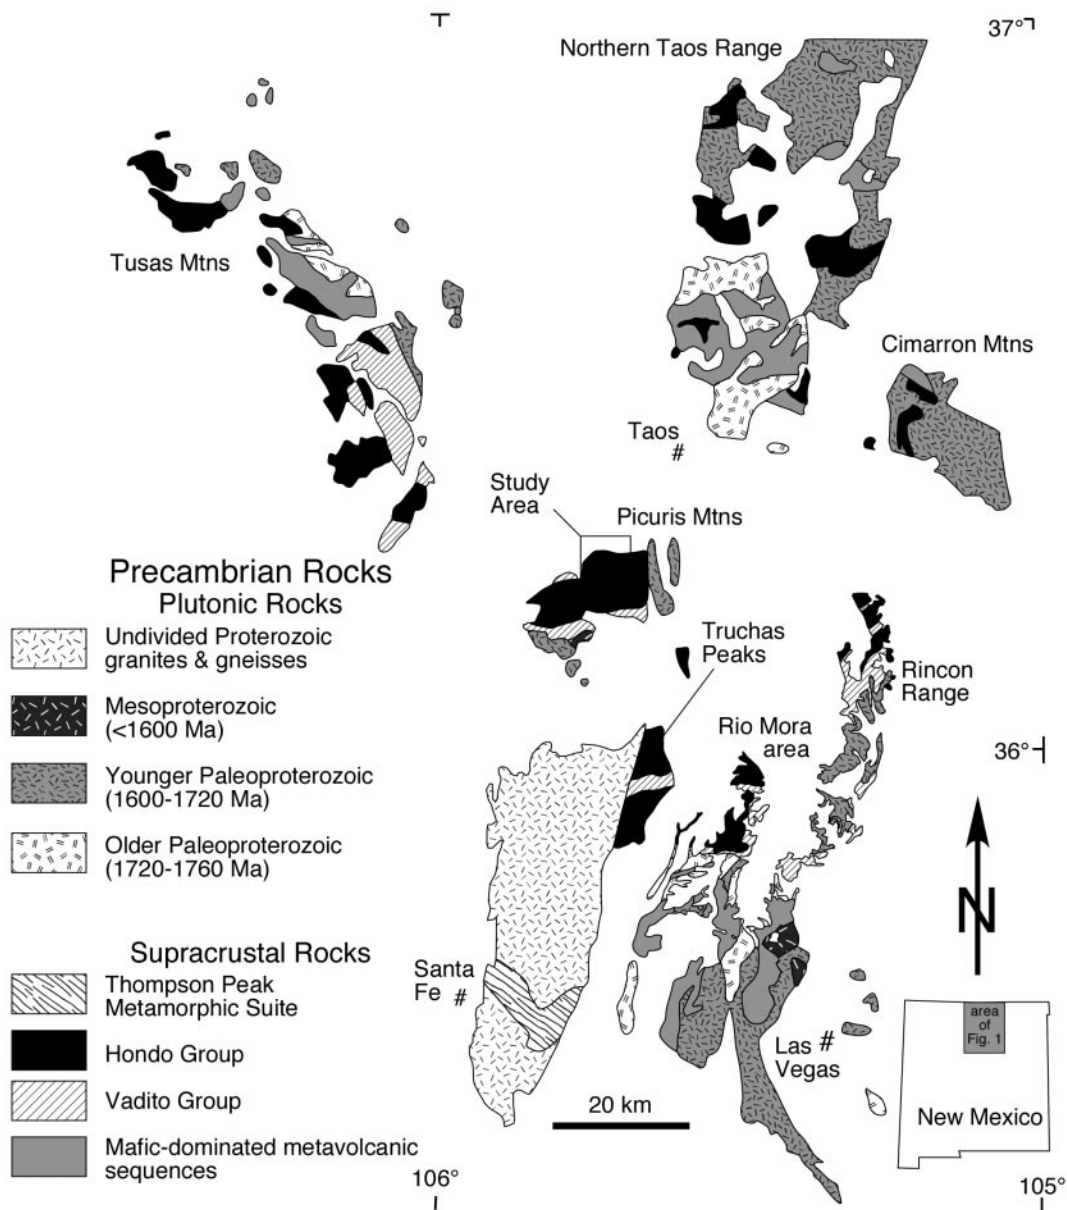 37°
Northern Taos Range
Tusas Mtns
Cimarron Mtns
Taos
#
Study
Area
Picuris Mtns
Precambrian Rocks
Plutonic Rocks
Undivided Proterozoic
granites & gneisses
Mesoproterozoic
(<1600 Ma)
Younger Paleoproterozoic
(1600-1720 Ma)
Older Paleoproterozoic
(1720-1760 Ma)
Supracrustal Rocks
Thompson Peak
Metamorphic Suite
Hondo Group
Vadito Group
Mafic-dominated metavolcanic
sequences
Truchas
Peaks
Rincon
Range
Rio Mora
area
36°
N
Santa
Fe #
Las #
Vegas
20 km
area
of
Fig. 1
New Mexico
106°
105°